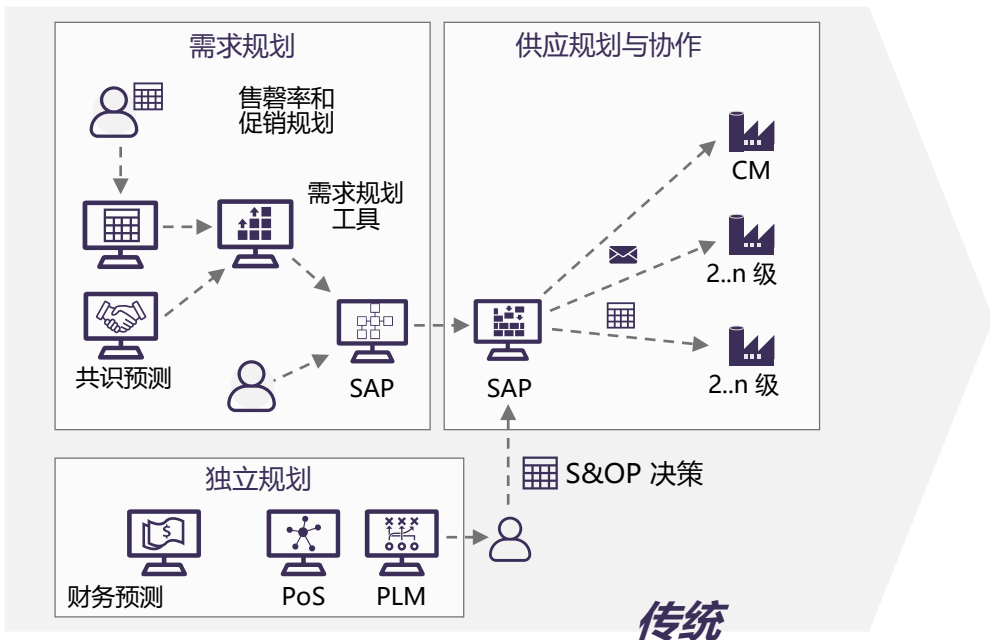 需求规划
售罄率和
促销规划
需求规划
工具
共识预测
SAP
供应规划与协作
CM
2..n 级
2..n 级
SAP
S&OP 决策
独立规划
财务预测
PoS
PLM
传统